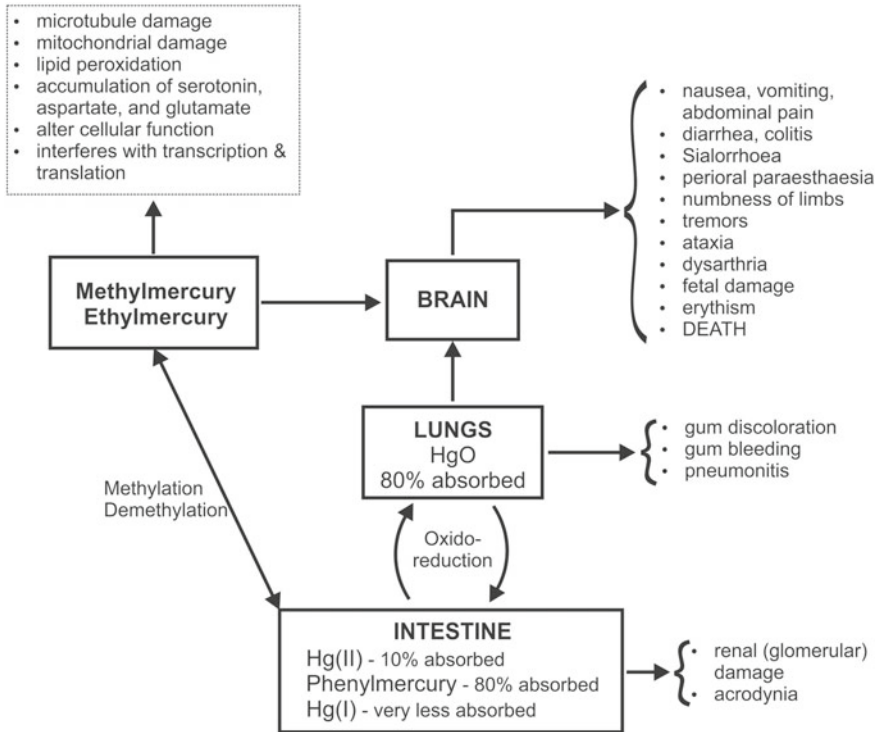 • microtubule damage
• mitochondrial damage
• lipid peroxidation
• accumulation of serotonin,
aspartate, and glutamate
• alter cellular function
• interferes with transcription &
translation
• nausea, vomiting,
abdominal pain
• diarrhea, colitis
• Sialorrhoea
• perioral paraesthaesia
• numbness of limbs
• tremors
• ataxia
• dysarthria
• fetal damage
• erythism
• DEATH
Methylmercury
Ethylmercury
BRAIN
LUNGS
HgO
80% absorbed
• gum discoloration
• gum bleeding
• pneumonitis
Methylation
Demethylation
Oxido-
reduction
INTESTINE
Hg(II) - 10% absorbed
Phenylmercury - 80% absorbed
Hg(I) - very less absorbed
• renal (glomerular)
damage
• acrodynia